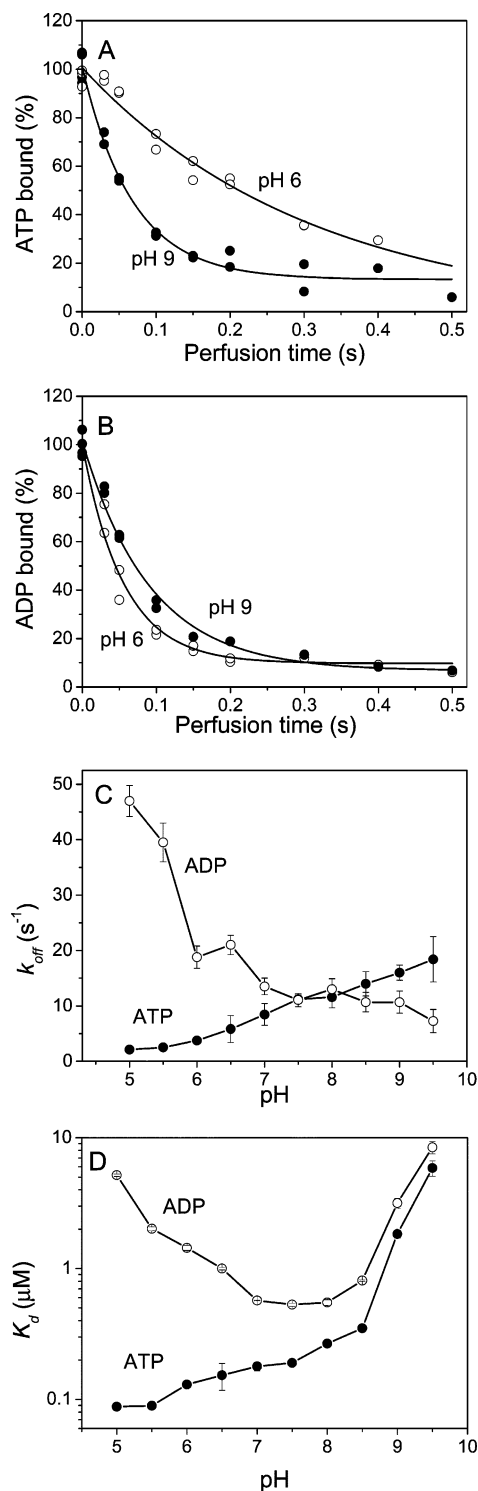 120
A
100
80
60
40
20
0
ATP bound (%)
pH 6
pH 9
0.0 0.1 0.2 0.3 0.4 0.5
Perfusion time (s)
120
B
100
80
60
40
20
0
ADP bound (%)
pH 9
pH 6
0.0 0.1 0.2 0.3 0.4 0.5
Perfusion time (s)
50
C
40
30
20
10
0
k_off (s⁻¹)
ADP
ATP
5 6 7 8 9 10
pH
10
D
1
0.1
K_d (μM)
ADP
ATP
5 6 7 8 9 10
pH